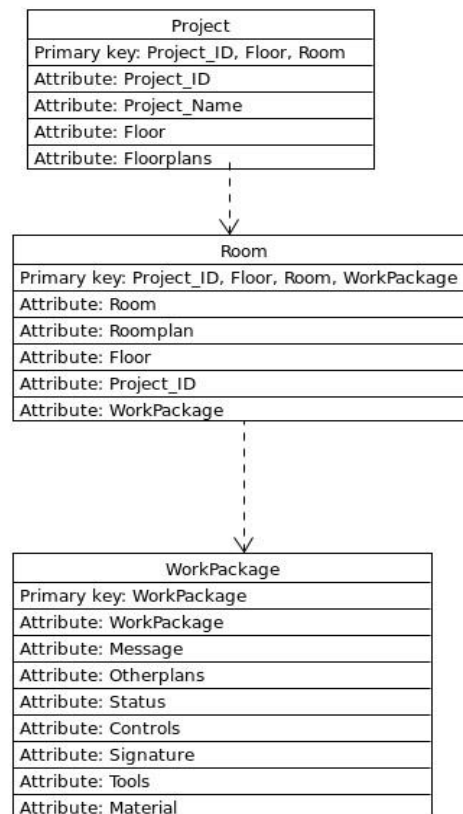 Project
Primary key: Project_ID, Floor, Room
Attribute: Project_ID
Attribute: Project_Name
Attribute: Floor
Attribute: Floorplans
Room
Primary key: Project_ID, Floor, Room, WorkPackage
Attribute: Room
Attribute: Roomplan
Attribute: Floor
Attribute: Project_ID
Attribute: WorkPackage
WorkPackage
Primary key: WorkPackage
Attribute: WorkPackage
Attribute: Message
Attribute: Otherplans
Attribute: Status
Attribute: Controls
Attribute: Signature
Attribute: Tools
Attribute: Material